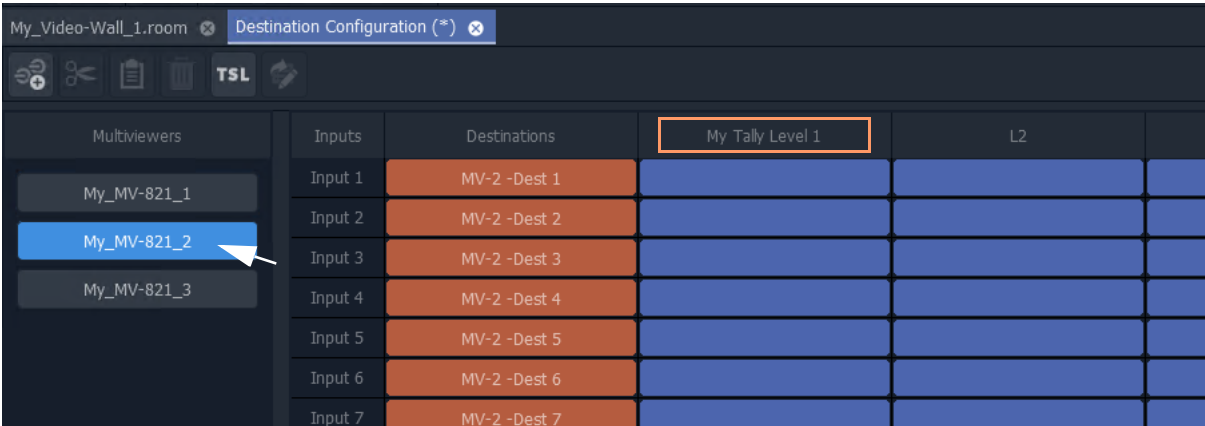 My_Video-Wall_1.room
Destination Configuration (*)
TSL
Multiviewers
My_MV-821_1
My_MV-821_2
My_MV-821_3
Inputs Destinations My Tally Level 1 L2
Input 1 MV-2 -Dest 1
Input 2 MV-2 -Dest 2
Input 3 MV-2 -Dest 3
Input 4 MV-2 -Dest 4
Input 5 MV-2 -Dest 5
Input 6 MV-2 -Dest 6
Input 7 MV-2 -Dest 7